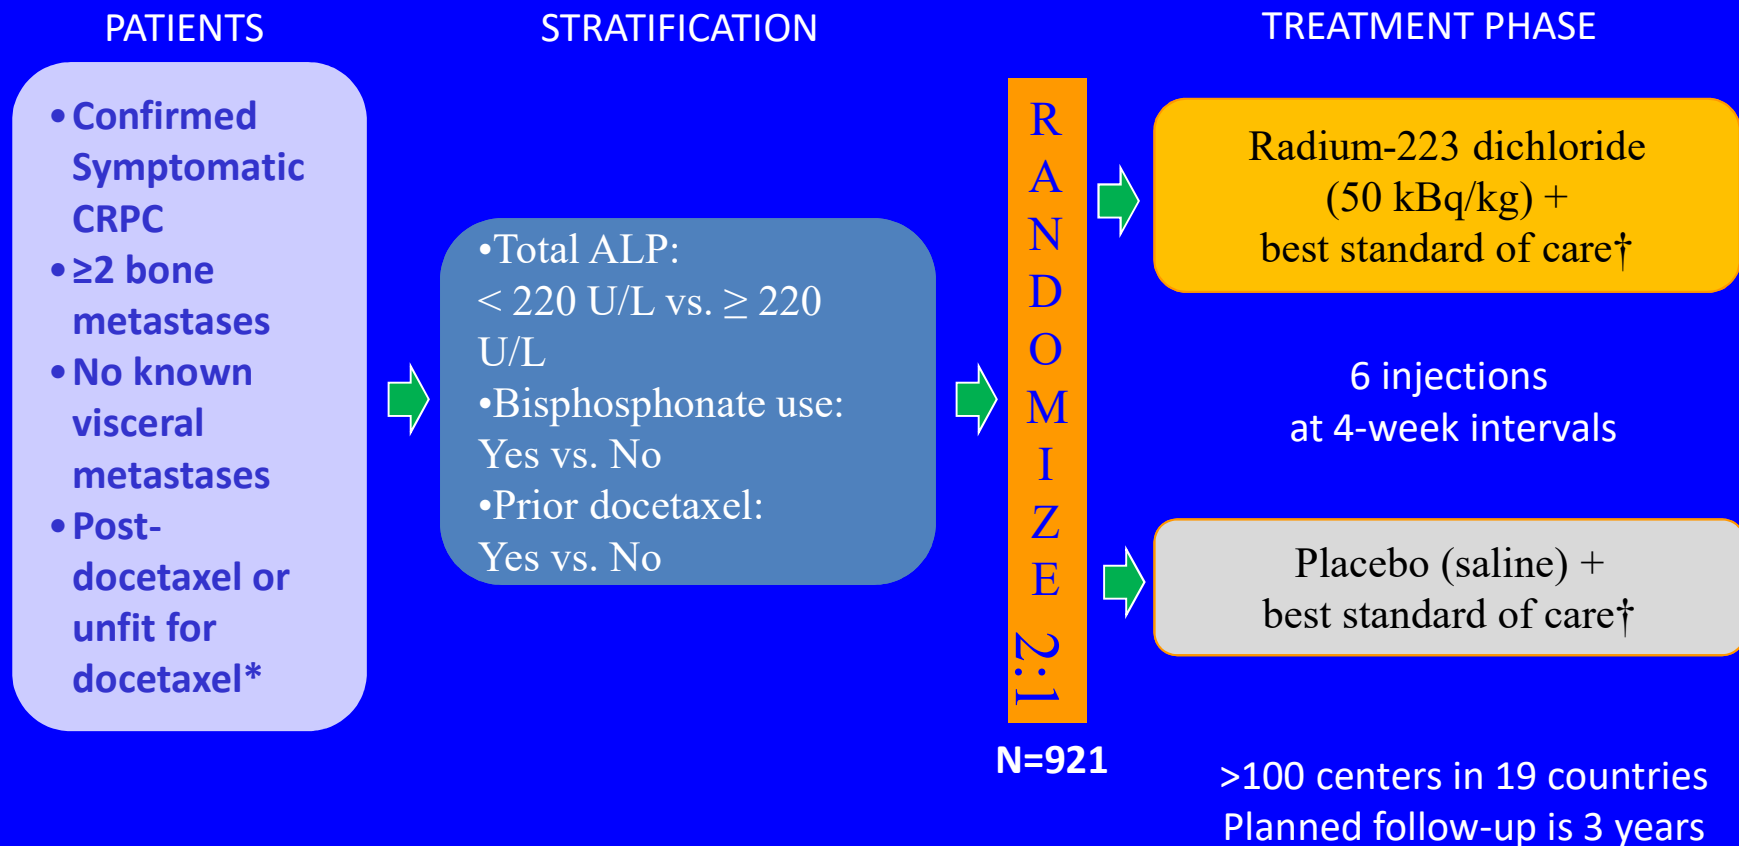 PATIENTS
• Confirmed
Symptomatic
CRPC
• ≥2 bone
metastases
• No known
visceral
metastases
• Post-
docetaxel or
unfit for
docetaxel*
STRATIFICATION
•Total ALP:
< 220 U/L vs. ≥ 220
U/L
•Bisphosphonate use:
Yes vs. No
•Prior docetaxel:
Yes vs. No
RANDOMIZE 2:1
N=921
TREATMENT PHASE
Radium-223 dichloride
(50 kBq/kg) +
best standard of care†
6 injections
at 4-week intervals
Placebo (saline) +
best standard of care†
>100 centers in 19 countries
Planned follow-up is 3 years